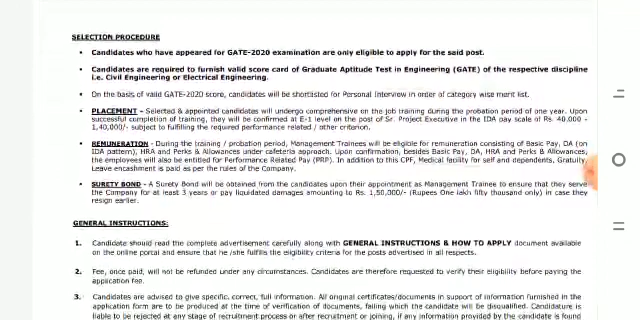 SELECTION PROCEDURE
• Candidates who have appeared for GATE-2020 examination are only eligible to apply for the said post.
• Candidates are required to furnish valid score card of Graduate Aptitude Test in Engineering (GATE) of the respective discipline
i.e. Civil Engineering or Electrical Engineering.
• On the basis of valid GATE-2020 score, candidates will be shortlisted for Personal Interview in order of category wise merit list.
• PLACEMENT – Selected & appointed candidates will undergo comprehensive on the job training during the probation period of one year. Upon
successful completion of training, they will be confirmed at E-1 level on the post of Sr. Project Executive in the IDA pay scale of Rs. 40,000 -
1,40,000/- subject to fulfilling the required performance related / other criterion.
• REMUNERATION - During the training / probation period, Management Trainees will be eligible for remuneration consisting of Basic Pay, DA (on
IDA pattern), HRA and Perks & Allowances under cafeteria approach. Upon confirmation, besides Basic Pay, DA, HRA and Perks & Allowances,
the employees will also be entitled for Performance Related Pay (PRP). In addition to this CPF, Medical facility for self and dependents, Gratuity,
Leave encashment is paid as per the rules of the Company.
• SURETY BOND - A Surety Bond will be obtained from the candidates upon their appointment as Management Trainee to ensure that they serve
the Company for at least 3 years or pay liquidated damages amounting to Rs. 1,50,000/- (Rupees One lakh fifty thousand only) in case they
resign earlier.
GENERAL INSTRUCTIONS:
1. Candidate should read the complete advertisement carefully along with GENERAL INSTRUCTIONS & HOW TO APPLY document available
on the online portal and ensure that he /she fulfills the eligibility criteria for the posts advertised in all respects.
2. Fee, once paid, will not be refunded under any circumstances. Candidates are therefore requested to verify their eligibility before paying the
application fee.
3. Candidates are advised to give specific, correct, full information. All original certificates/documents in support of information furnished in the
application form are to be produced at the time of verification of documents, failing which the candidate will be disqualified. Candidature is
liable to be rejected at any stage of recruitment process or after recruitment or joining, if any information provided by the candidate is found